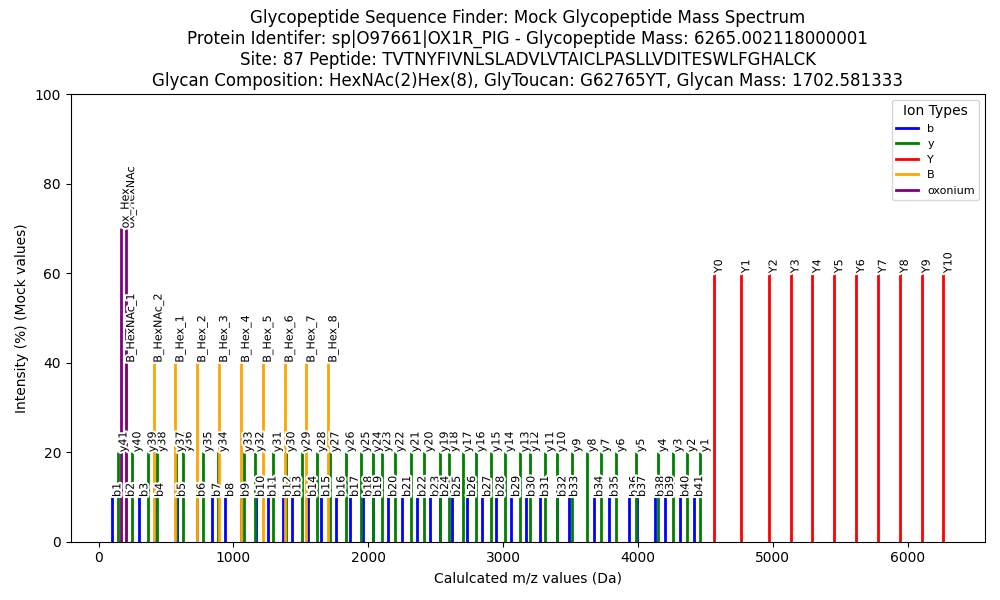 Glycopeptide Sequence Finder: Mock Glycopeptide Mass Spectrum
Protein Identifer: sp|O97661|OX1R_PIG - Glycopeptide Mass: 6265.002118000001
Site: 87 Peptide: TVTNYFIVNLSLADVLVTAICLPASLLVDITESWLFGHALCK
Glycan Composition: HexNAc(2)Hex(8), GlyToucan: G62765YT, Glycan Mass: 1702.581333
Intensity (%) (Mock values)
100
80
60
40
20
0
Ion Types
b
y
Y
B
oxonium
ox_Hex
ox_HexNAc
Y0 Y1 Y2 Y3 Y4 Y5 Y6 Y7 Y8 Y9 Y10
B_HexNAc_1 B_HexNAc_2 B_Hex_1 B_Hex_2 B_Hex_3 B_Hex_4 B_Hex_5 B_Hex_6 B_Hex_7 B_Hex_8
y41 y40 y39 y38 y37 y36 y35 y34 y33 y32 y31 y30 y29 y28 y27 y26 y25 y24 y23 y22 y21 y20 y19 y18 y17 y16 y15 y14 y13 y12 y11 y10 y9 y8 y7 y6 y5 y4 y3 y2 y1
b1 b2 b3 b4 b5 b6 b7 b8 b9 b10 b11 b12 b13 b14 b15 b16 b17 b18 b19 b20 b21 b22 b23 b24 b25 b26 b27 b28 b29 b30 b31 b32 b33 b34 b35 b36 b37 b38 b39 b40 b41
0 1000 2000 3000 4000 5000 6000
Calulcated m/z values (Da)